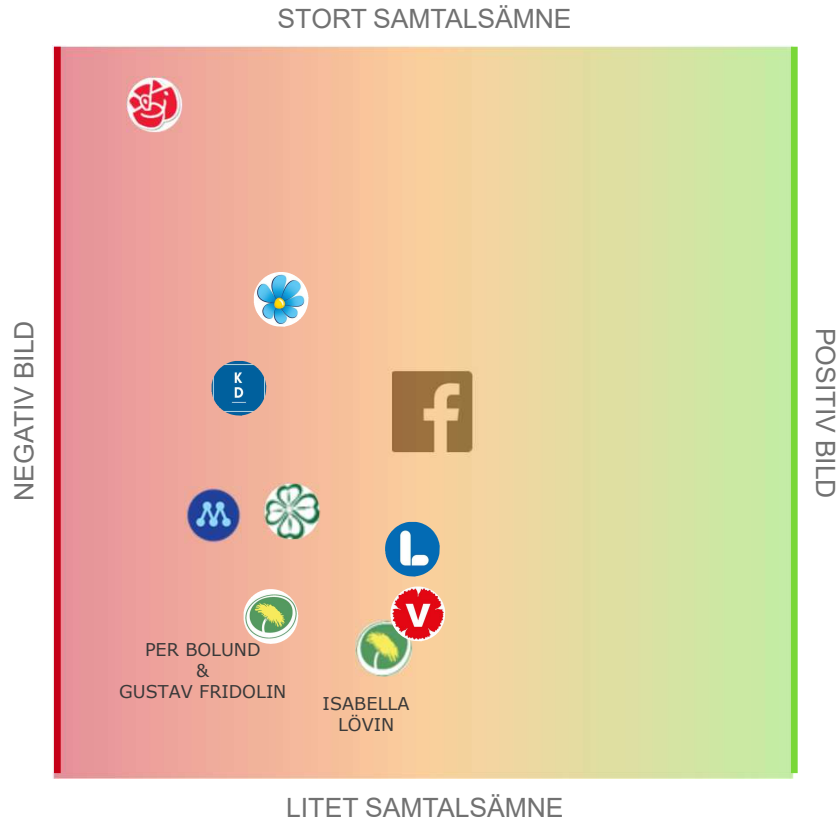 STORT SAMTALSÄMNE
NEGATIV BILD
POSITIV BILD
K
D
M
L
V
PER BOLUND
&
GUSTAV FRIDOLIN
ISABELLA
LÖVIN
LITET SAMTALSÄMNE